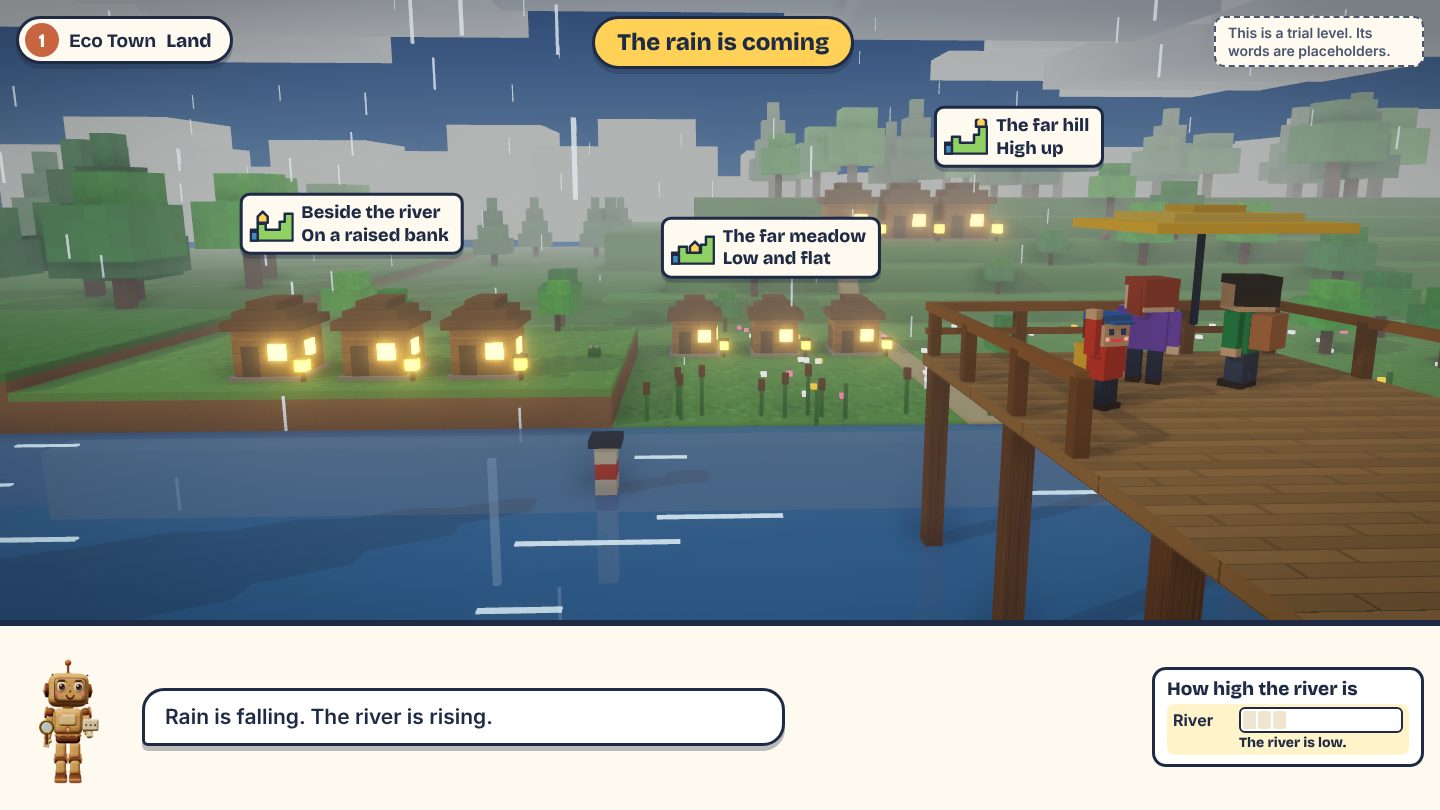 1 Eco Town Land
The rain is coming
This is a trial level. Its
words are placeholders.
The far hill
High up
Beside the river
On a raised bank
The far meadow
Low and flat
Rain is falling. The river is rising.
How high the river is
River
The river is low.